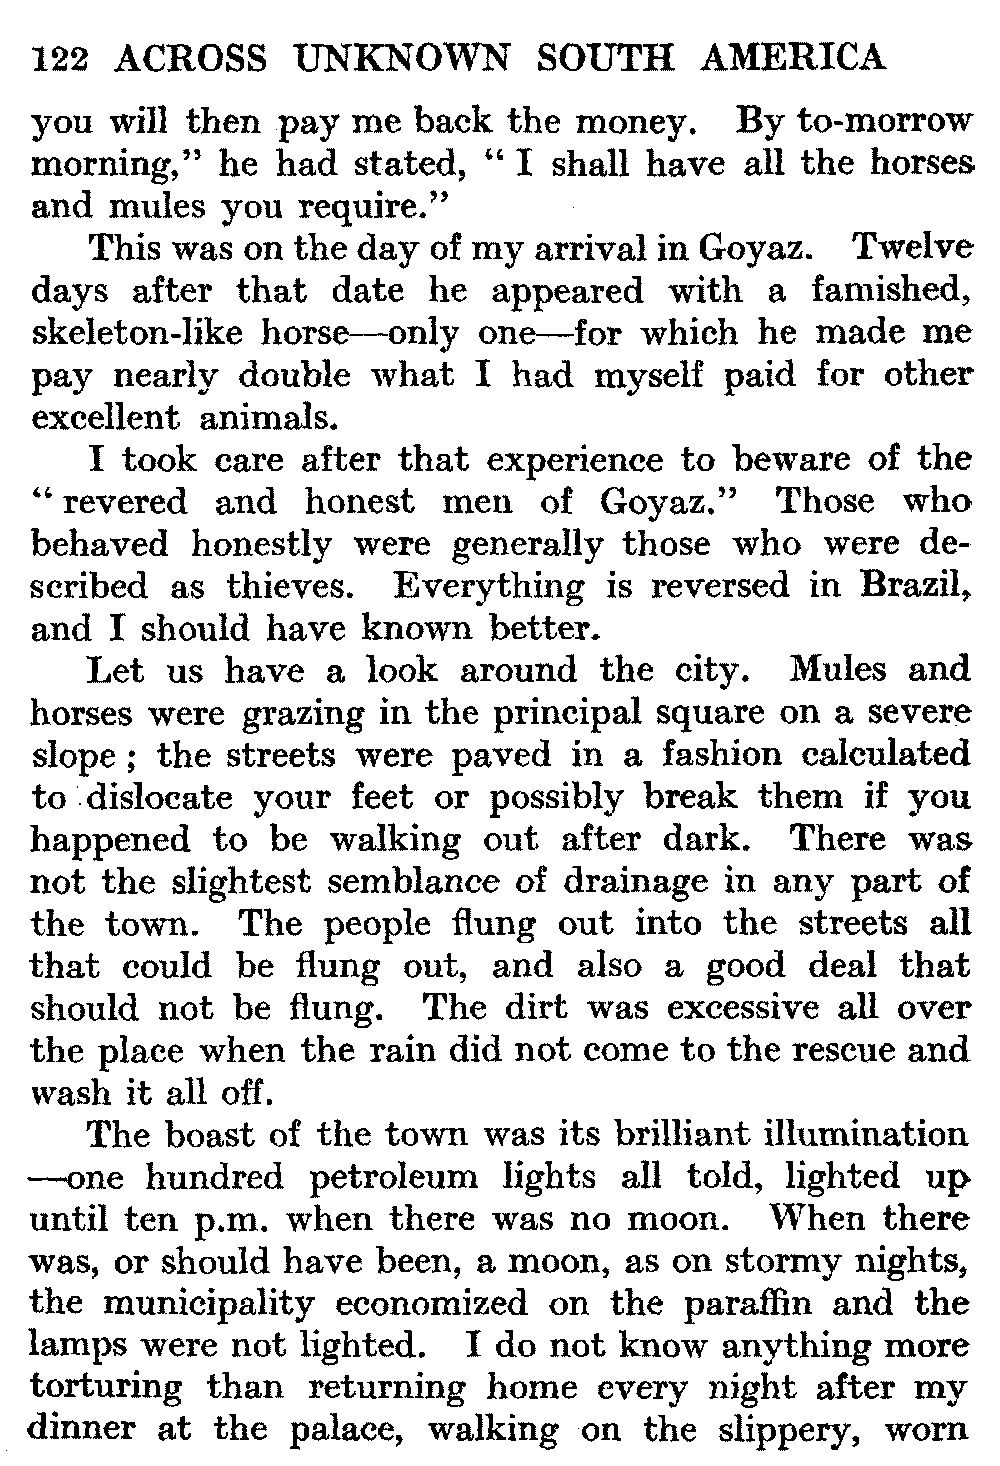 122 ACROSS UNKNOWN SOUTH AMERICA
you will then pay me back the money. By to-morrow
morning,” he had stated, “ I shall have all the horses
and mules you require.”
This was on the day of my arrival in Goyaz. Twelve
days after that date he appeared with a famished,
skeleton-like horse—only one—for which he made me
pay nearly double what I had myself paid for other
excellent animals.
I took care after that experience to beware of the
“ revered and honest men of Goyaz.” Those who
behaved honestly were generally those who were de-
scribed as thieves. Everything is reversed in Brazil,
and I should have known better.
Let us have a look around the city. Mules and
horses were grazing in the principal square on a severe
slope ; the streets were paved in a fashion calculated
to dislocate your feet or possibly break them if you
happened to be walking out after dark. There was
not the slightest semblance of drainage in any part of
the town. The people flung out into the streets all
that could be flung out, and also a good deal that
should not be flung. The dirt was excessive all over
the place when the rain did not come to the rescue and
wash it all off.
The boast of the town was its brilliant illumination
—one hundred petroleum lights all told, lighted up
until ten p.m. when there was no moon. When there
was, or should have been, a moon, as on stormy nights,
the municipality economized on the paraffin and the
lamps were not lighted. I do not know anything more
torturing than returning home every night after my
dinner at the palace, walking on the slippery, worn